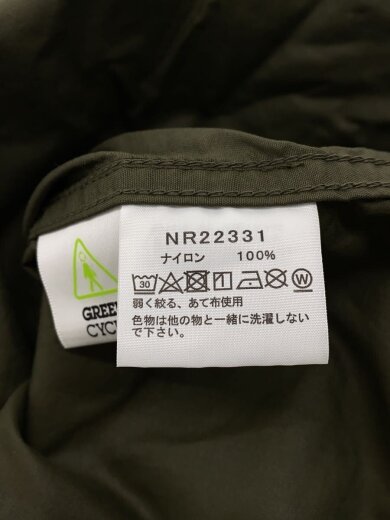 NR22331
ナイロン 100%
30
弱く絞る、あて布使用
色物は他の物と一緒に洗濯しない
で下さい。
GREEN
CYC